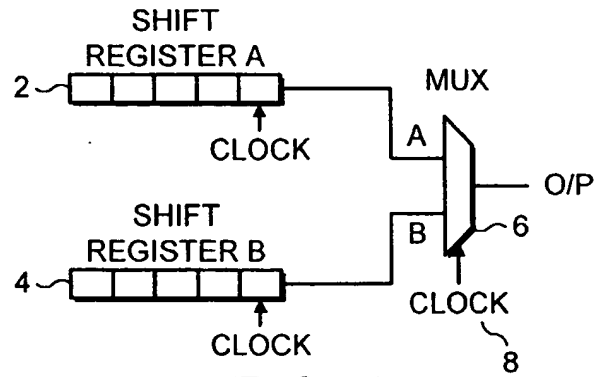 SHIFT
REGISTER A
2
CLOCK
MUX
A
B
O/P
6
CLOCK
8
SHIFT
REGISTER B
4
CLOCK